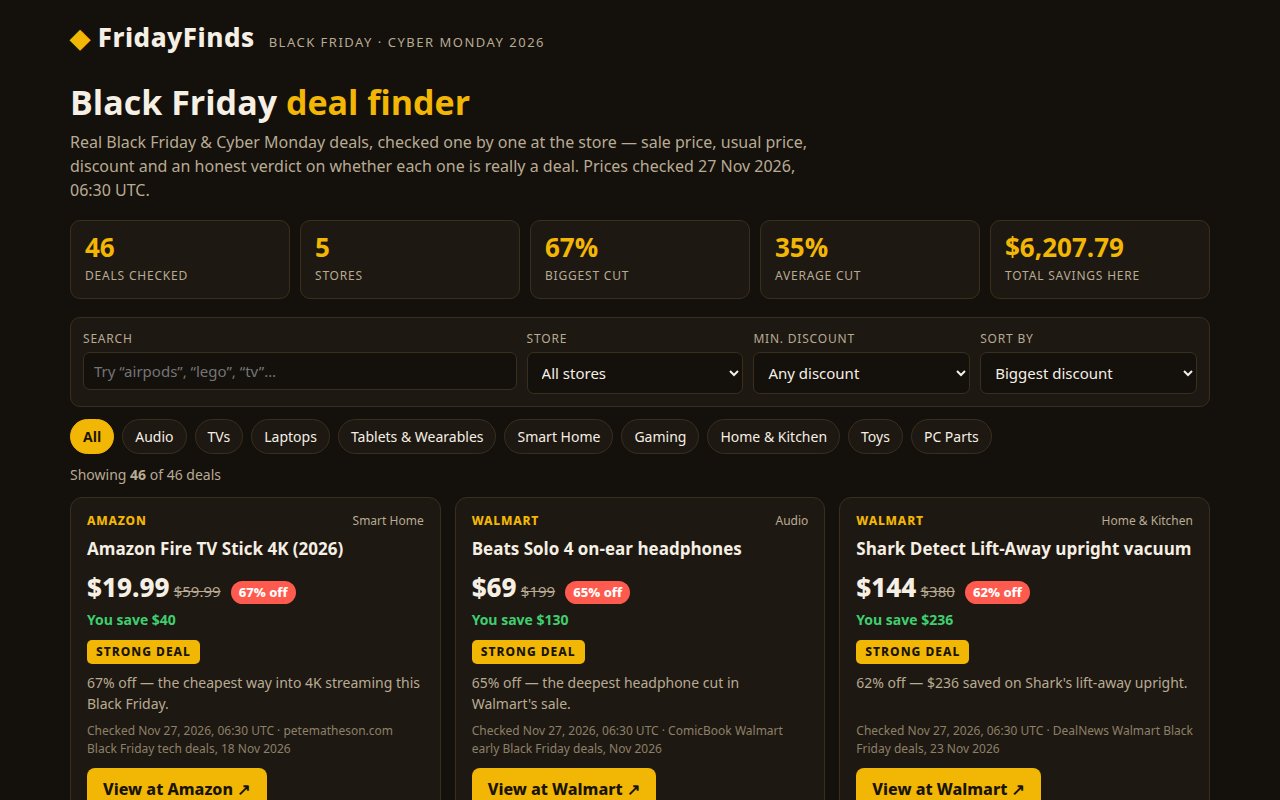 ◆ FridayFinds BLACK FRIDAY · CYBER MONDAY 2026
Black Friday deal finder
Real Black Friday & Cyber Monday deals, checked one by one at the store — sale price, usual price,
discount and an honest verdict on whether each one is really a deal. Prices checked 27 Nov 2026,
06:30 UTC.
46
DEALS CHECKED
5
STORES
67%
BIGGEST CUT
35%
AVERAGE CUT
$6,207.79
TOTAL SAVINGS HERE
SEARCH
Try “airpods”, “lego”, “tv”…
STORE
All stores
MIN. DISCOUNT
Any discount
SORT BY
Biggest discount
All Audio TVs Laptops Tablets & Wearables Smart Home Gaming Home & Kitchen Toys PC Parts
Showing 46 of 46 deals
AMAZON Smart Home
Amazon Fire TV Stick 4K (2026)
$19.99 $59.99 67% off
You save $40
STRONG DEAL
67% off — the cheapest way into 4K streaming this
Black Friday.
Checked Nov 27, 2026, 06:30 UTC · petematheson.com
Black Friday tech deals, 18 Nov 2026
View at Amazon ↗
WALMART Audio
Beats Solo 4 on-ear headphones
$69 $199 65% off
You save $130
STRONG DEAL
65% off — the deepest headphone cut in
Walmart's sale.
Checked Nov 27, 2026, 06:30 UTC · ComicBook Walmart
early Black Friday deals, Nov 2026
View at Walmart ↗
WALMART Home & Kitchen
Shark Detect Lift-Away upright vacuum
$144 $380 62% off
You save $236
STRONG DEAL
62% off — $236 saved on Shark's lift-away upright.
Checked Nov 27, 2026, 06:30 UTC · DealNews Walmart Black
Friday deals, 23 Nov 2026
View at Walmart ↗